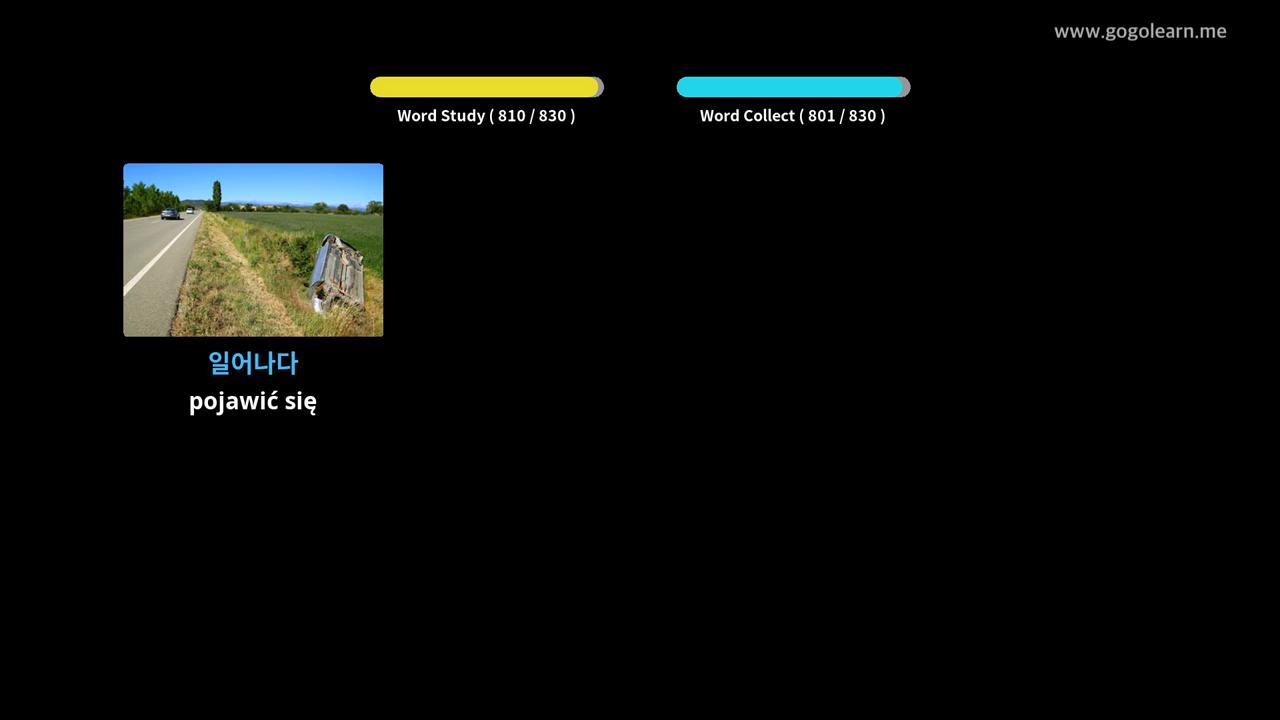 www.gogolearn.me
Word Study ( 810 / 830 )
Word Collect ( 801 / 830 )
일어나다
pojawić się